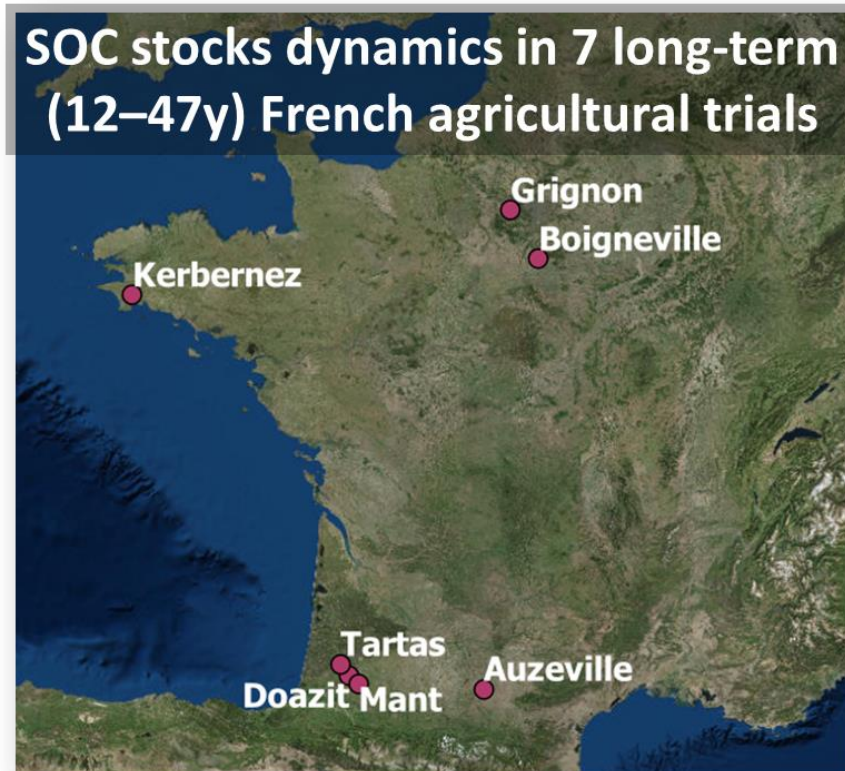 SOC stocks dynamics in 7 long-term
(12–47y) French agricultural trials
Grignon
Boigneville
Kerbernez
Tartas
Auzeville
Doazit Mant